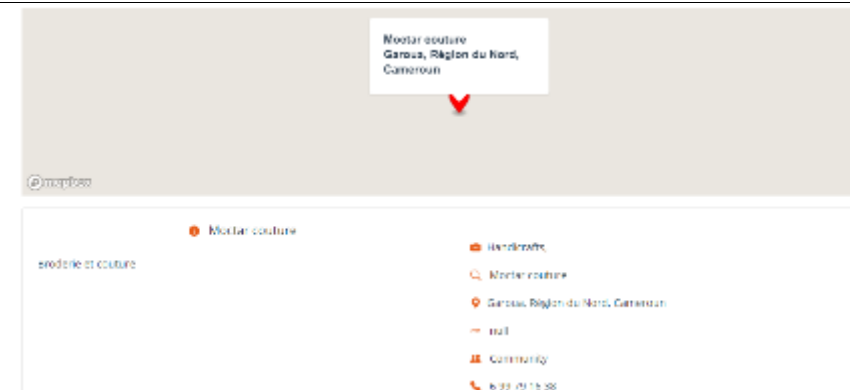 Moctar couture
Garoua, Région du Nord,
Cameroun
mapbox
Moctar couture
Broderie et couture
Handicrafts,
Moctar couture
Garoua, Région du Nord, Cameroun
null
Community